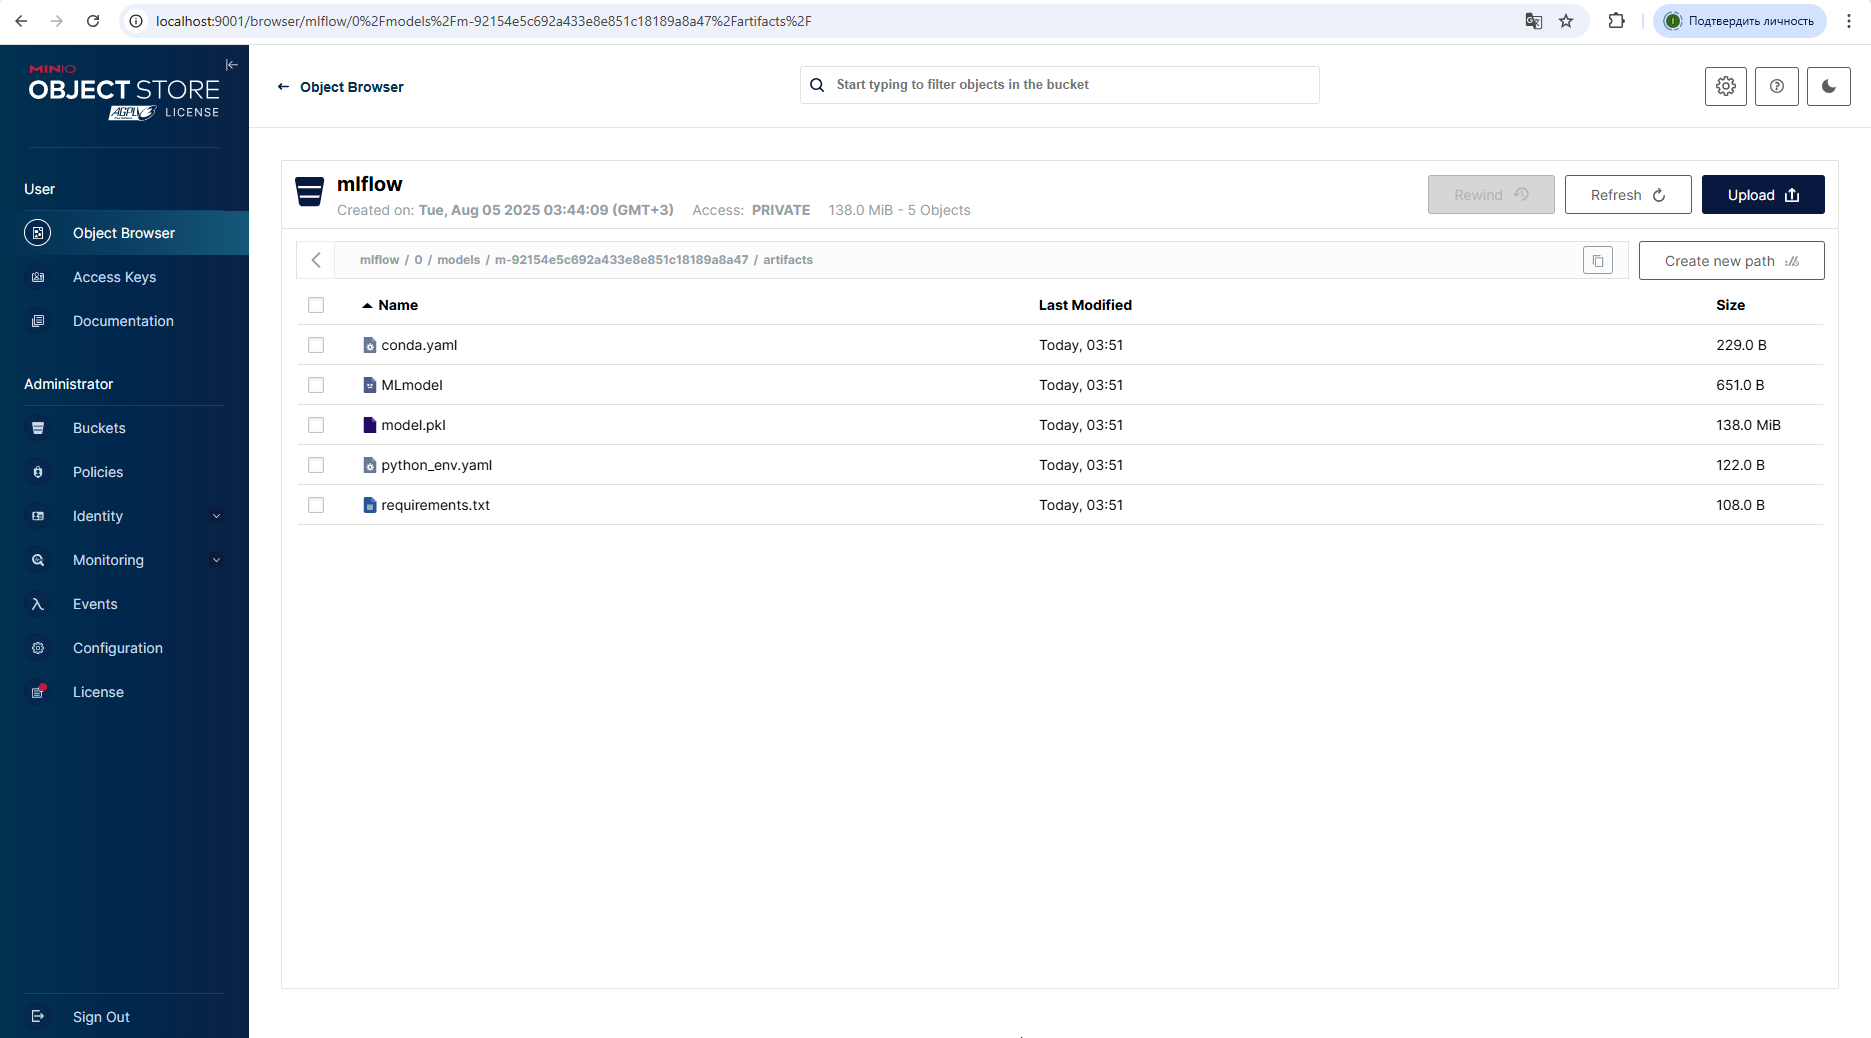 localhost:9001/browser/mlflow/0%2Fmodels%2Fm-92154e5c692a433e8e851c18189a8a47%2Fartifacts%2F
Подтвердить личность
MINIO
OBJECT STORE
AGPLV3 LICENSE
Object Browser
Start typing to filter objects in the bucket
User
Object Browser
Access Keys
Documentation
Administrator
Buckets
Policies
Identity
Monitoring
Events
Configuration
License
Sign Out
mlflow
Created on: Tue, Aug 05 2025 03:44:09 (GMT+3) Access: PRIVATE 138.0 MiB - 5 Objects
Rewind
Refresh
Upload
mlflow / 0 / models / m-92154e5c692a433e8e851c18189a8a47 / artifacts
Create new path
Name Last Modified Size
conda.yaml Today, 03:51 229.0 B
MLmodel Today, 03:51 651.0 B
model.pkl Today, 03:51 138.0 MiB
python_env.yaml Today, 03:51 122.0 B
requirements.txt Today, 03:51 108.0 B